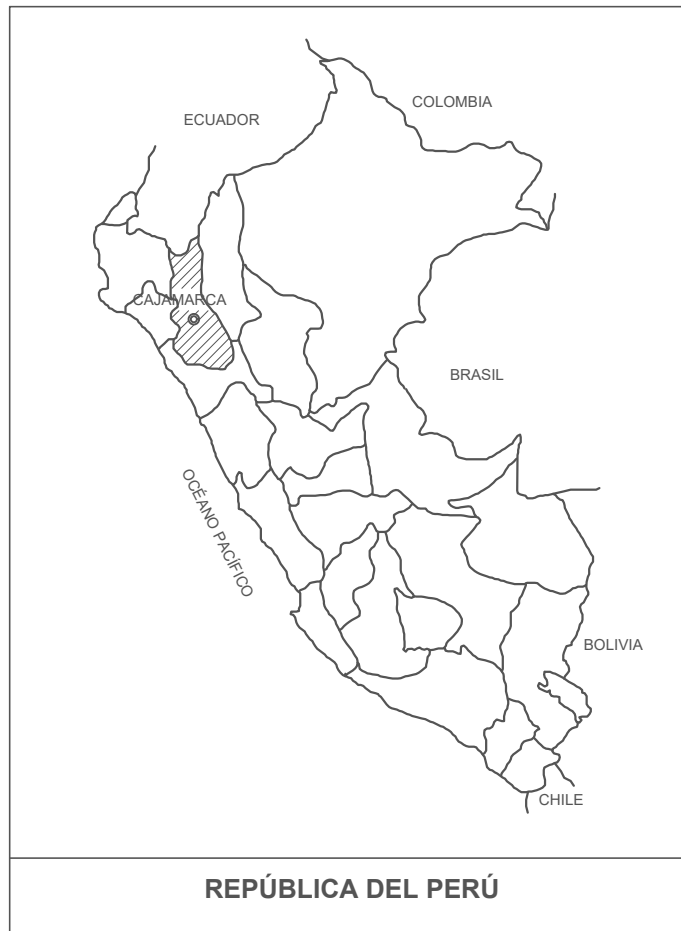 COLOMBIA
ECUADOR
CAJAMARCA
BRASIL
OCÉANO PACÍFICO
BOLIVIA
CHILE
REPÚBLICA DEL PERÚ